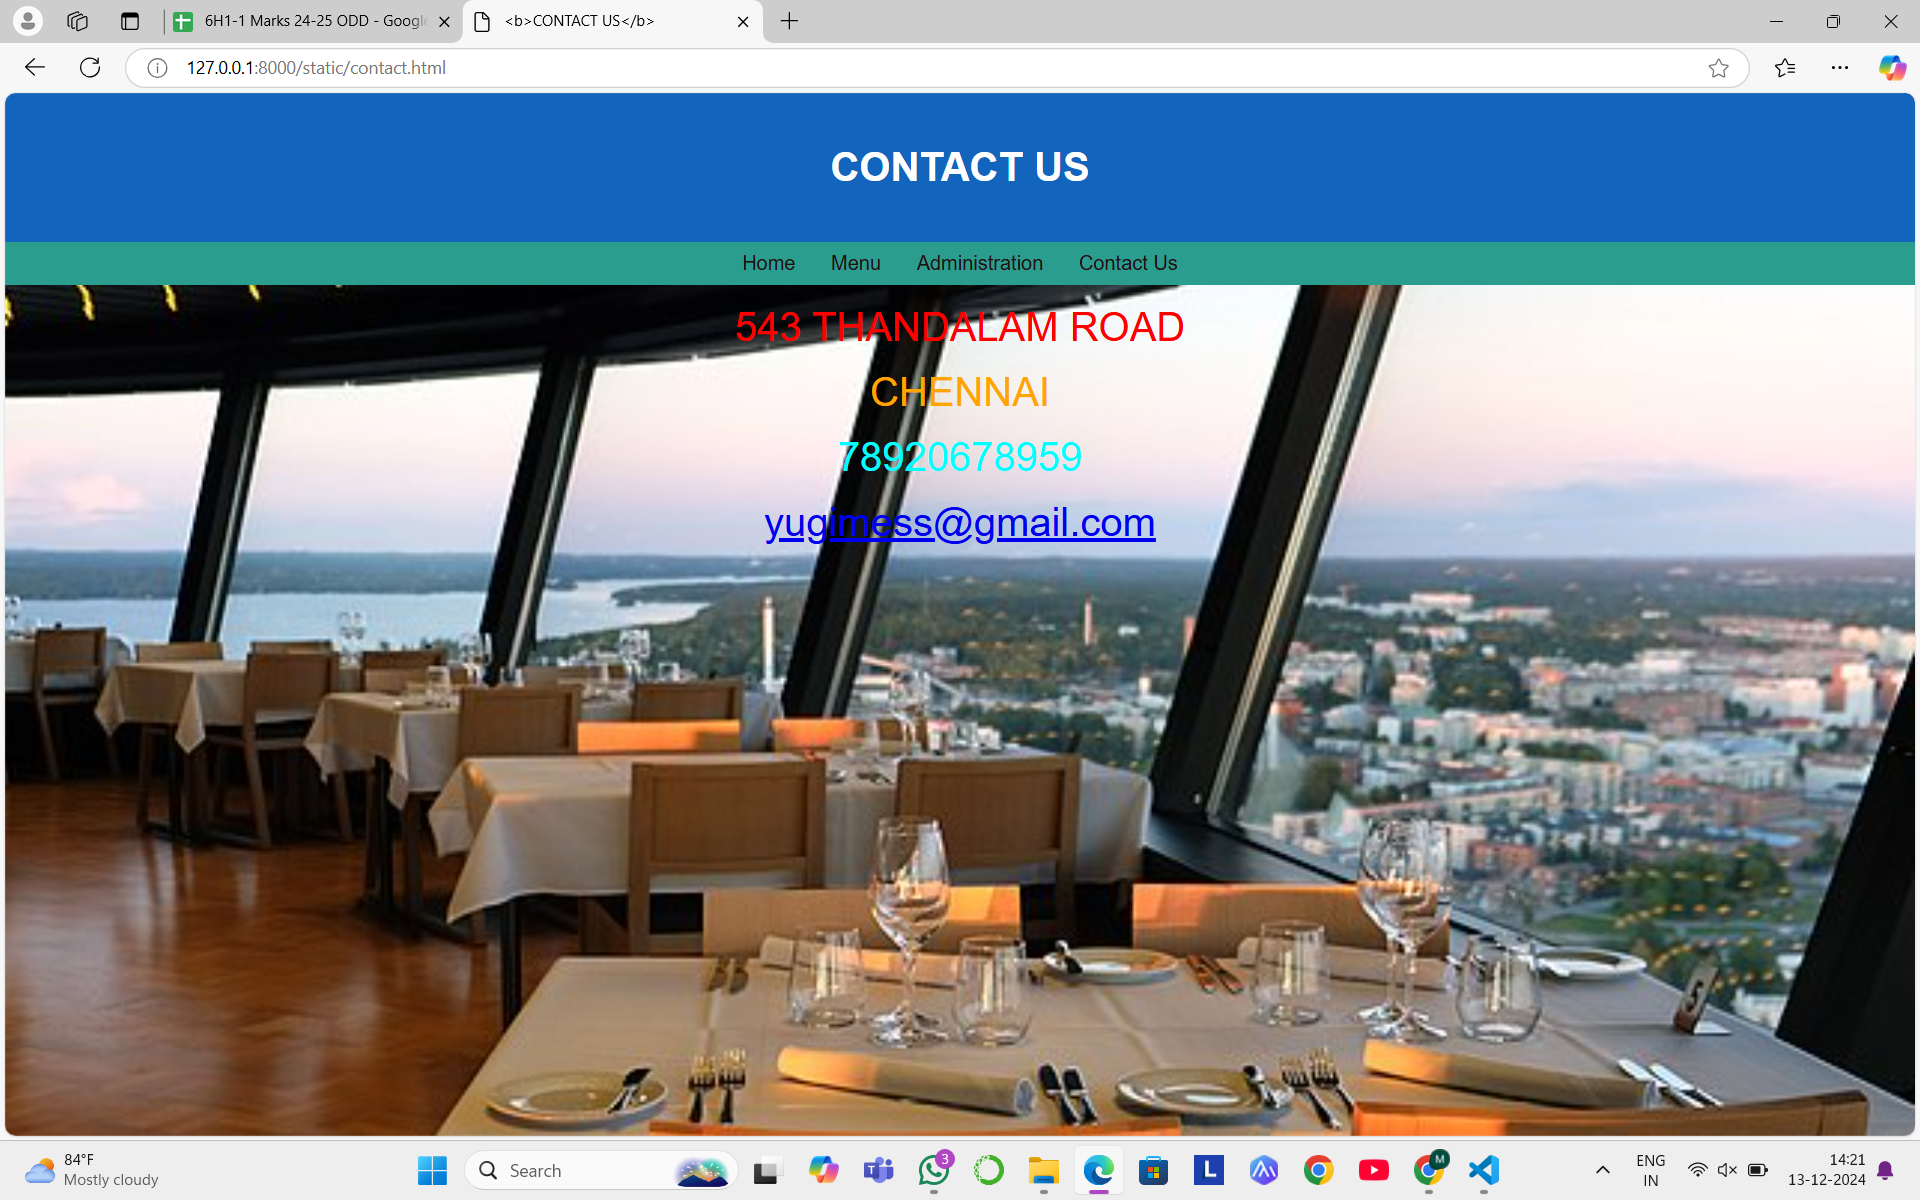 6H1-1 Marks 24-25 ODD - Google
<b>CONTACT US</b>
127.0.0.1:8000/static/contact.html
CONTACT US
Home Menu Administration Contact Us
543 THANDALAM ROAD
CHENNAI
78920678959
yugimess@gmail.com
5
84°F
Mostly cloudy
Search
3
L
M
ENG
IN
14:21
13-12-2024